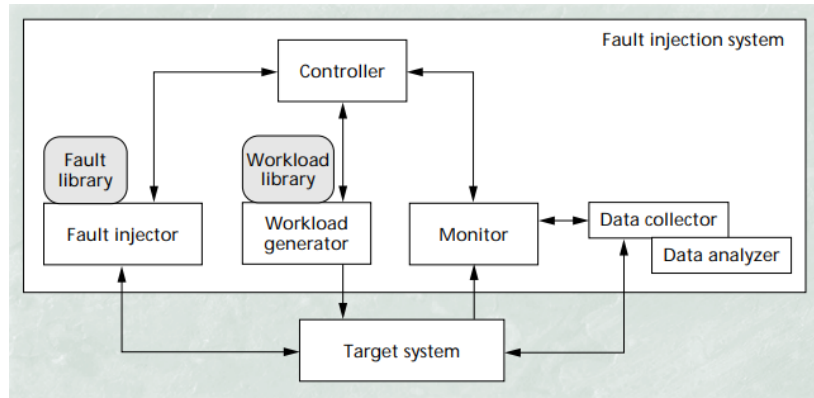 Fault injection system
Controller
Fault
library
Workload
library
Fault injector
Workload
generator
Monitor
Data collector
Data analyzer
Target system